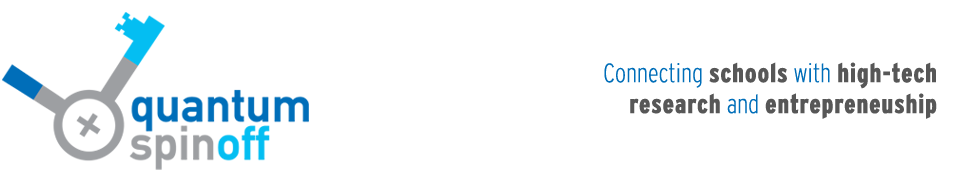 quantum
spinoff
Connecting schools with high-tech
research and entrepreneuship